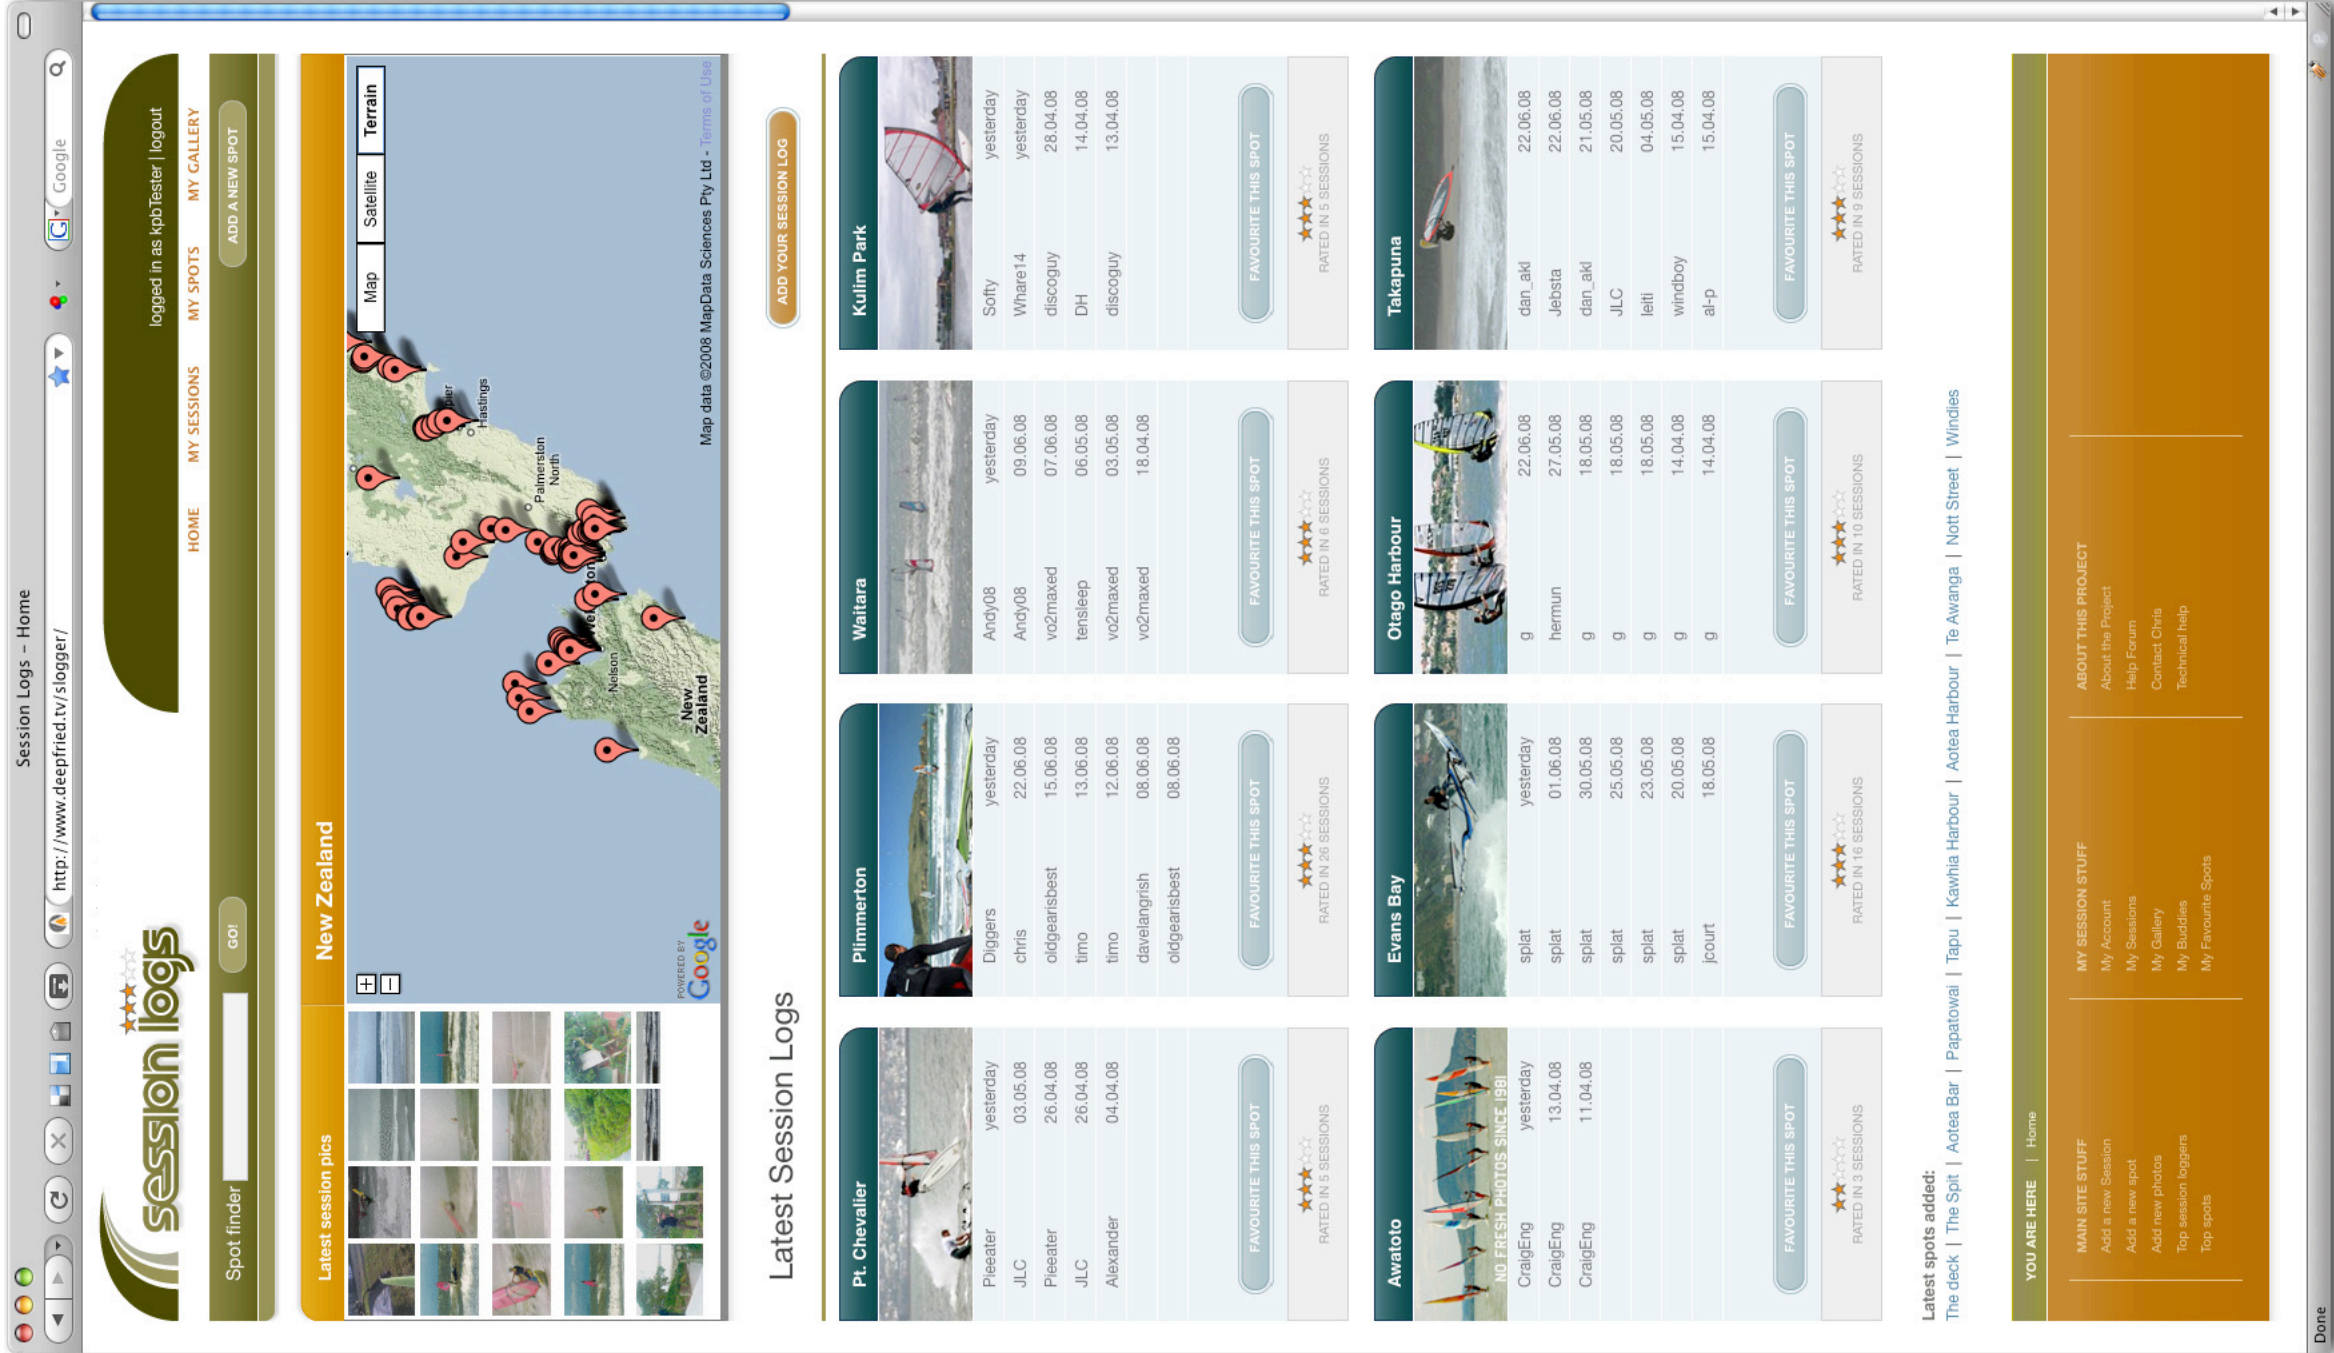 Session Logs – Home
http://www.deepfried.tv/slogger/
Google
session logs
logged in as kpbTester | logout
HOME MY SESSIONS MY SPOTS MY GALLERY
Spot finder GO! ADD A NEW SPOT
Latest session pics New Zealand
Map Satellite Terrain
Hastings
Palmerston North
Nelson
New Zealand
POWERED BY Google
Map data ©2008 MapData Sciences Pty Ltd - Terms of Use
Latest Session Logs ADD YOUR SESSION LOG
Pt. Chevalier
Pieeater yesterday
JLC 03.05.08
Pieeater 26.04.08
JLC 26.04.08
Alexander 04.04.08
FAVOURITE THIS SPOT
RATED IN 5 SESSIONS
Plimmerton
Diggers yesterday
chris 22.06.08
oldgearisbest 15.06.08
timo 13.06.08
timo 12.06.08
davelangrish 08.06.08
oldgearisbest 08.06.08
FAVOURITE THIS SPOT
RATED IN 26 SESSIONS
Waitara
Andy08 yesterday
Andy08 09.06.08
vo2maxed 07.06.08
tensleep 06.05.08
vo2maxed 03.05.08
vo2maxed 18.04.08
FAVOURITE THIS SPOT
RATED IN 6 SESSIONS
Kulim Park
Softy yesterday
Whare14 yesterday
discoguy 28.04.08
DH 14.04.08
discoguy 13.04.08
FAVOURITE THIS SPOT
RATED IN 5 SESSIONS
Awatoto
NO FRESH PHOTOS SINCE 1981
CraigEng yesterday
CraigEng 13.04.08
CraigEng 11.04.08
FAVOURITE THIS SPOT
RATED IN 3 SESSIONS
Evans Bay
splat yesterday
splat 01.06.08
splat 30.05.08
splat 25.05.08
splat 23.05.08
splat 20.05.08
jcourt 18.05.08
FAVOURITE THIS SPOT
RATED IN 16 SESSIONS
Otago Harbour
g 22.06.08
hermun 27.05.08
g 18.05.08
g 18.05.08
g 18.05.08
g 14.04.08
g 14.04.08
FAVOURITE THIS SPOT
RATED IN 10 SESSIONS
Takapuna
dan_akl 22.06.08
Jebsta 22.06.08
dan_akl 21.05.08
JLC 20.05.08
leiti 04.05.08
windboy 15.04.08
al-p 15.04.08
FAVOURITE THIS SPOT
RATED IN 9 SESSIONS
Latest spots added:
The deck | The Spit | Aotea Bar | Papatowai | Tapu | Kawhia Harbour | Aotea Harbour | Te Awanga | Nott Street | Windies
YOU ARE HERE | Home
MAIN SITE STUFF
Add a new Session
Add a new spot
Add new photos
Top session loggers
Top spots
MY SESSION STUFF
My Account
My Sessions
My Gallery
My Buddies
My Favourite Spots
ABOUT THIS PROJECT
About the Project
Help Forum
Contact Chris
Technical help
Done